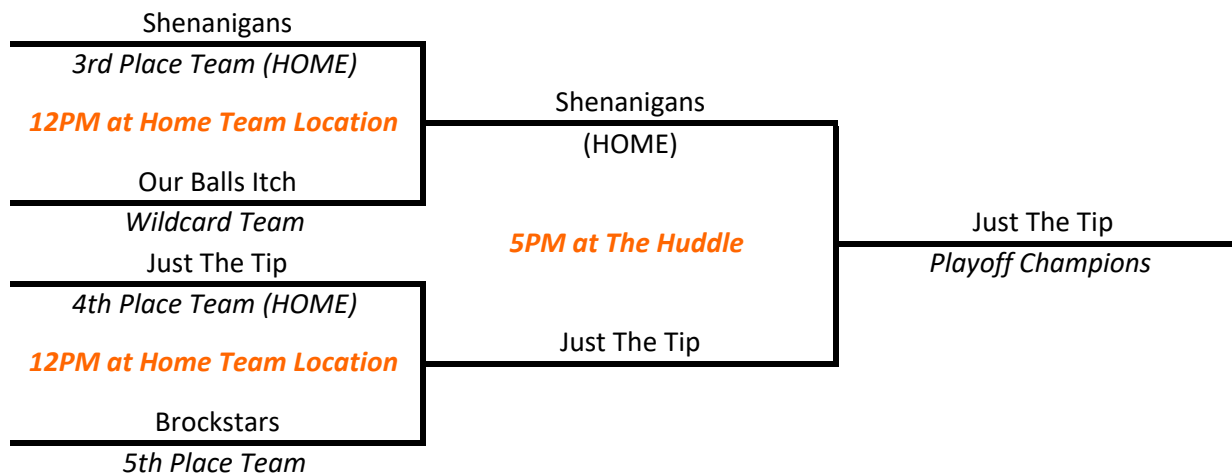 Shenanigans
3rd Place Team (HOME)
12PM at Home Team Location
Our Balls Itch
Wildcard Team
Just The Tip
4th Place Team (HOME)
12PM at Home Team Location
Brockstars
5th Place Team
Shenanigans
(HOME)
5PM at The Huddle
Just The Tip
Just The Tip
Playoff Champions